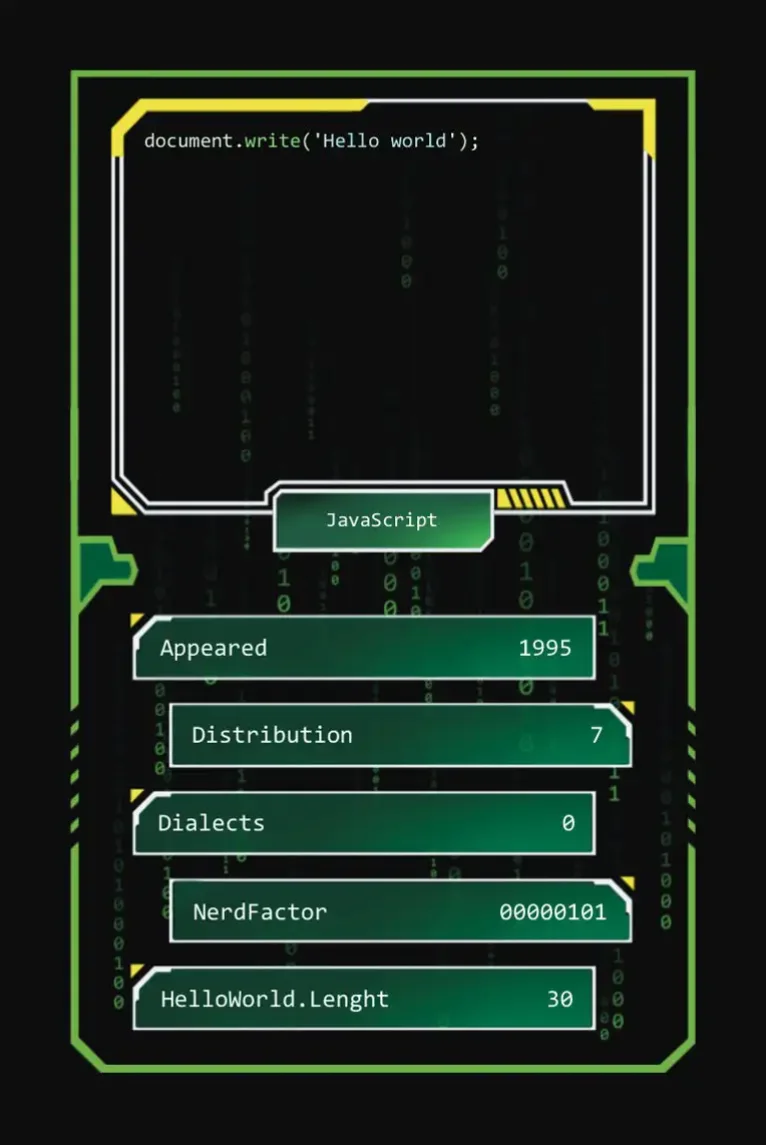 document.write('Hello world');
JavaScript
Appeared 1995
Distribution 7
Dialects 0
NerdFactor 00000101
HelloWorld.Lenght 30